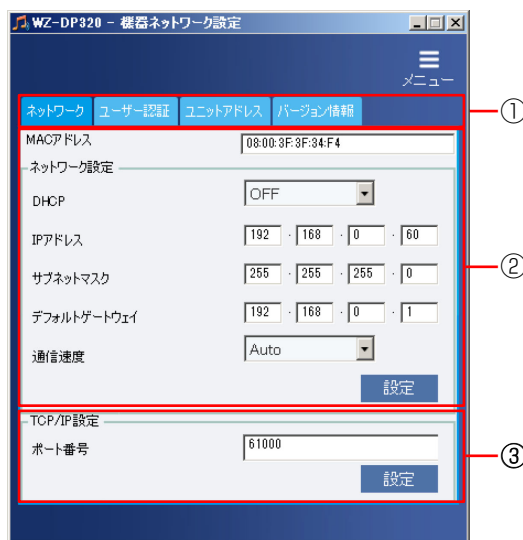 WZ-DP320 - 機器ネットワーク設定
メニュー
ネットワーク ユーザー認証 ユニットアドレス バージョン情報
①
MACアドレス 08:00:3F:3F:34:F4
ネットワーク設定
DHCP OFF
IPアドレス 192 . 168 . 0 . 60
②
サブネットマスク 255 . 255 . 255 . 0
デフォルトゲートウェイ 192 . 168 . 0 . 1
通信速度 Auto
設定
TCP/IP設定
ポート番号 61000
③
設定